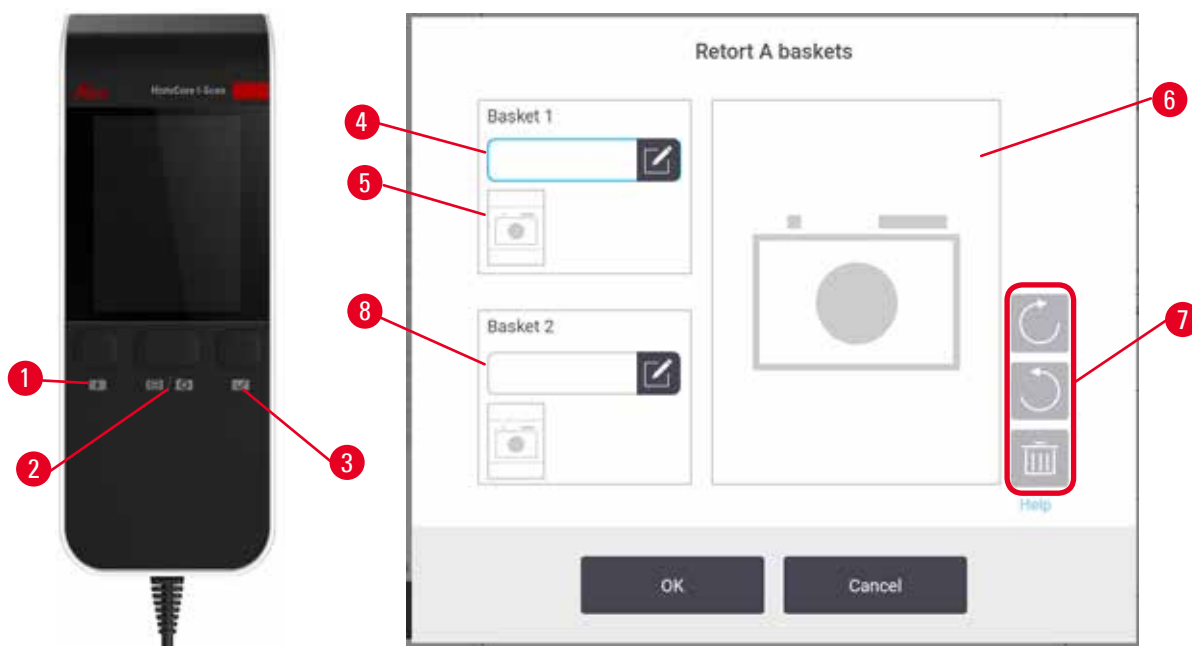 Leica
HistoCore I-Scan
1
2
3
Retort A baskets
4
Basket 1
5
6
8
Basket 2
7
Help
OK
Cancel